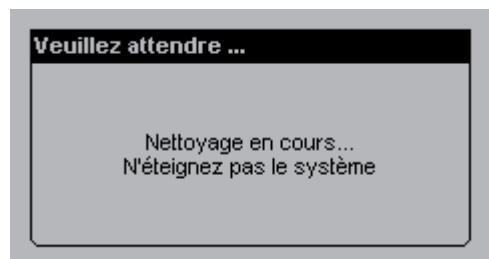 Veuillez attendre ...
Nettoyage en cours...
N'éteignez pas le système